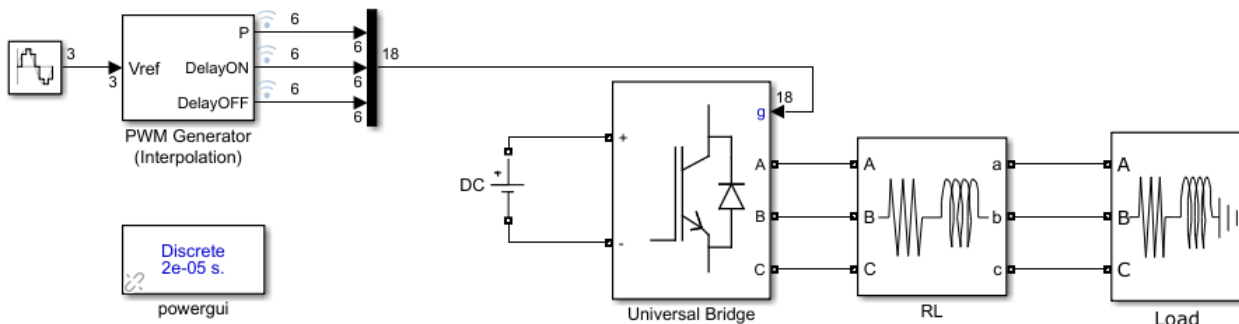 3
3
Vref
P
DelayON
DelayOFF
6
6
6
6
6
6
18
PWM Generator
(Interpolation)
Discrete
2e-05 s.
powergui
DC
+
+
-
g
18
A
B
C
Universal Bridge
A
B
C
a
b
c
RL
A
B
C
Load